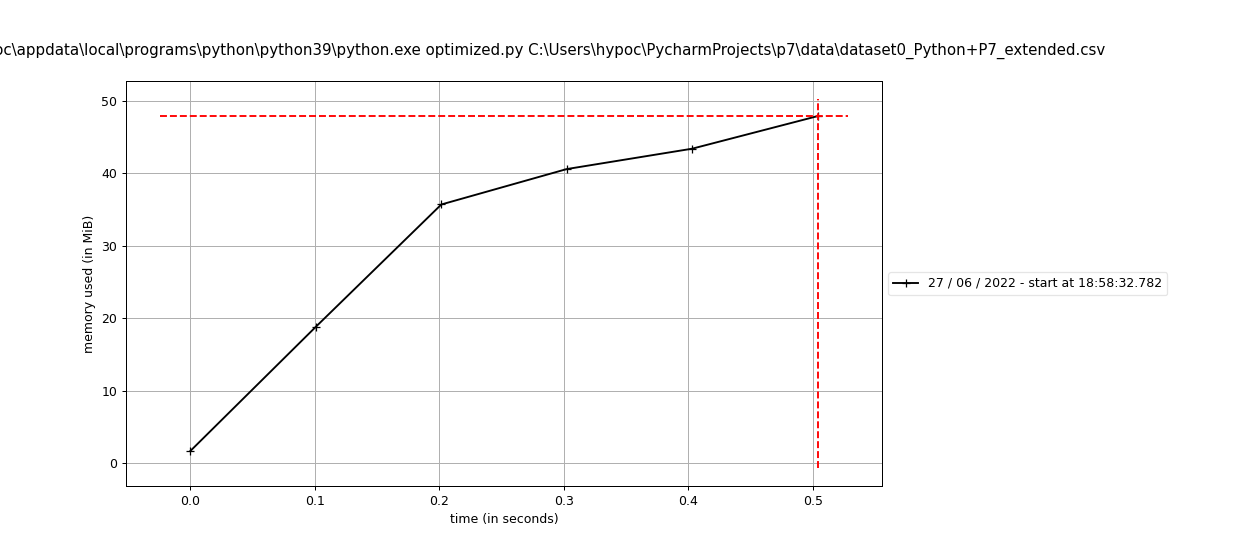 oc\appdata\local\programs\python\python39\python.exe optimized.py C:\Users\hypoc\PycharmProjects\p7\data\dataset0_Python+P7_extended.csv
50
40
30
20
10
0
memory used (in MiB)
0.0 0.1 0.2 0.3 0.4 0.5
time (in seconds)
27 / 06 / 2022 - start at 18:58:32.782